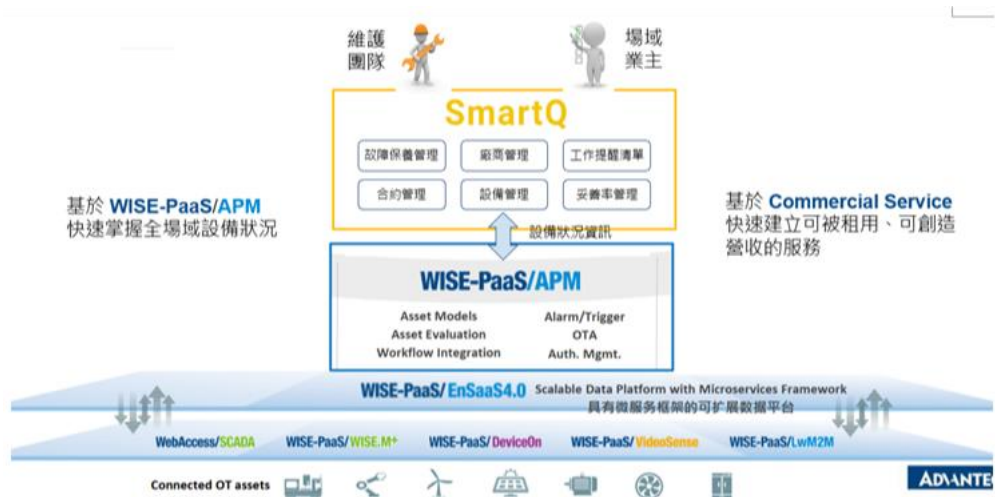 維護
團隊
場域
業主
SmartQ
故障保養管理
廠商管理
工作提醒清單
合約管理
設備管理
妥善率管理
基於 WISE-PaaS/APM
快速掌握全場域設備狀況
基於 Commercial Service
快速建立可被租用、可創造
營收的服務
設備狀況資訊
WISE-PaaS/APM
Asset Models
Alarm/Trigger
Asset Evaluation
OTA
Workflow Integration
Auth. Mgmt.
WISE-PaaS/EnSaaS4.0 Scalable Data Platform with Microservices Framework
具有微服务框架的可扩展数据平台
WebAccess/SCADA
WISE-PaaS/WISE.M+
WISE-PaaS/DeviceOn
WISE-PaaS/VideoSense
WISE-PaaS/LwM2M
Connected OT assets
ADVANTEC